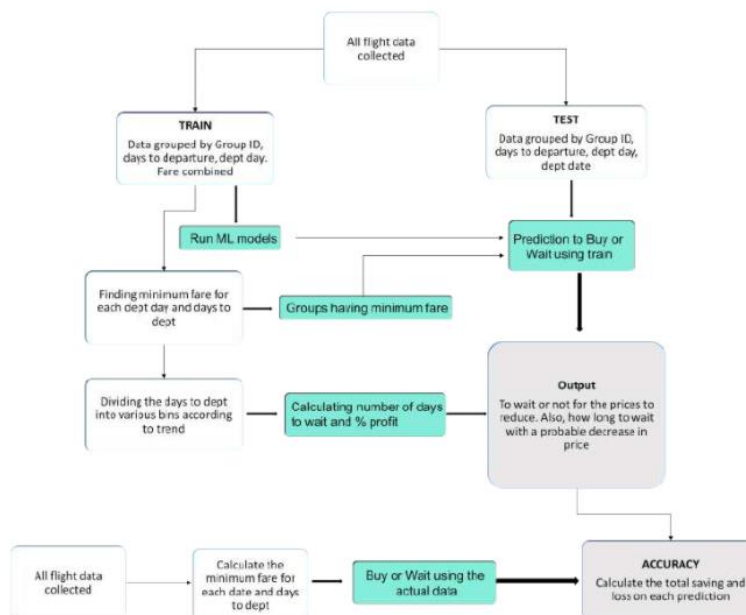 All flight data
collected
TRAIN
Data grouped by Group ID,
days to departure, dept day.
Fare combined
TEST
Data grouped by Group ID,
days to departure, dept day,
dept date
Run ML models
Prediction to Buy or
Wait using train
Finding minimum fare for
each dept day and days to
dept
Groups having minimum fare
Dividing the days to dept
into various bins according
to trend
Calculating number of days
to wait and % profit
Output
To wait or not for the prices to
reduce. Also, how long to wait
with a probable decrease in
price
All flight data
collected
Calculate the
minimum fare for
each date and days
to dept
Buy or Wait using the
actual data
ACCURACY
Calculate the total saving and
loss on each prediction